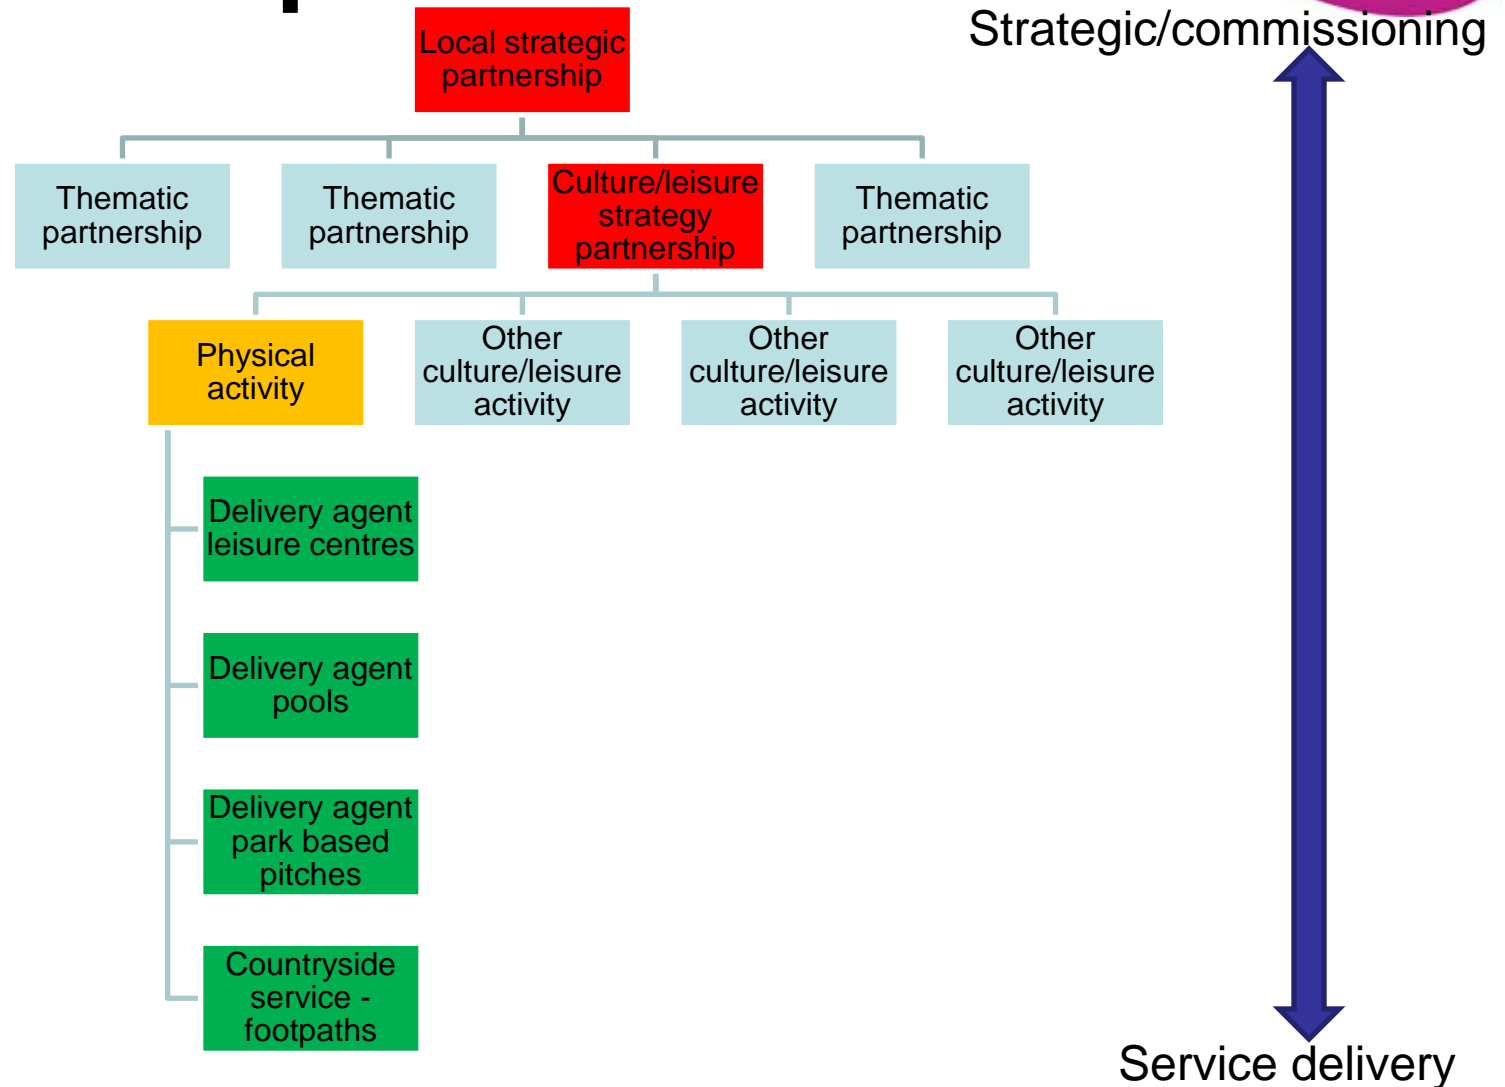 Strategic/commissioning
Local strategic
partnership
Thematic
partnership
Thematic
partnership
Culture/leisure
strategy
partnership
Thematic
partnership
Physical
activity
Other
culture/leisure
activity
Other
culture/leisure
activity
Other
culture/leisure
activity
Delivery agent
leisure centres
Delivery agent
pools
Delivery agent
park based
pitches
Countryside
service -
footpaths
Service delivery